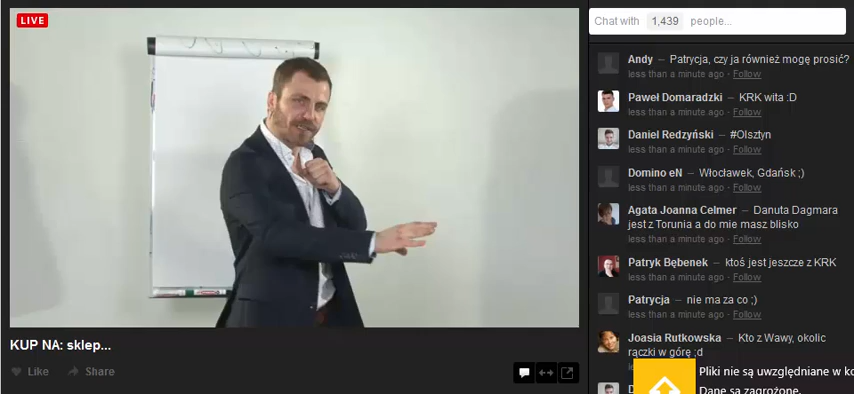 LIVE
Chat with 1,439 people...
Andy – Patrycja, czy ja również mogę prosić?
less than a minute ago · Follow
Paweł Domaradzki – KRK wita :D
less than a minute ago · Follow
Daniel Redzyński – #Olsztyn
less than a minute ago · Follow
Domino eN – Włocławek, Gdańsk ;)
less than a minute ago · Follow
Agata Joanna Celmer – Danuta Dagmara
jest z Torunia a do mie masz blisko
less than a minute ago · Follow
Patryk Bębenek – ktoś jest jeszcze z KRK
less than a minute ago · Follow
Patrycja – nie ma za co ;)
less than a minute ago · Follow
Joasia Rutkowska – Kto z Wawy, okolic
rączki w górę ;d
Pliki nie są uwzględniane w
Dane są zagrożone.
KUP NA: sklep...
Like Share